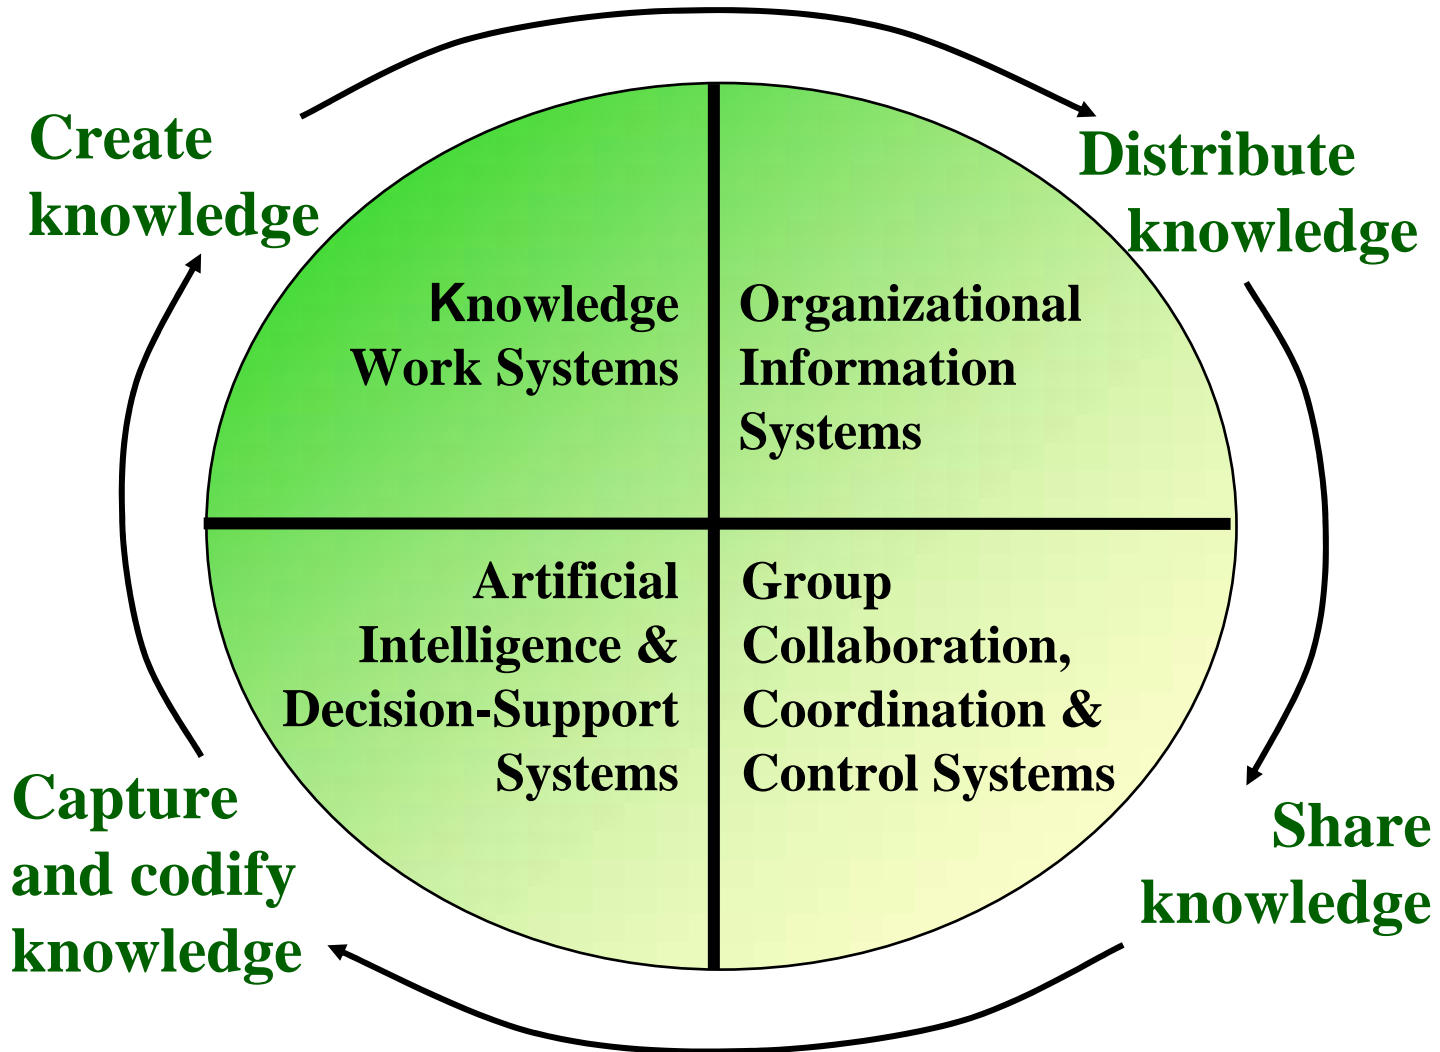 Create
knowledge
Distribute
knowledge
Knowledge
Work Systems
Organizational
Information
Systems
Artificial
Intelligence &
Decision-Support
Systems
Group
Collaboration,
Coordination &
Control Systems
Capture
and codify
knowledge
Share
knowledge